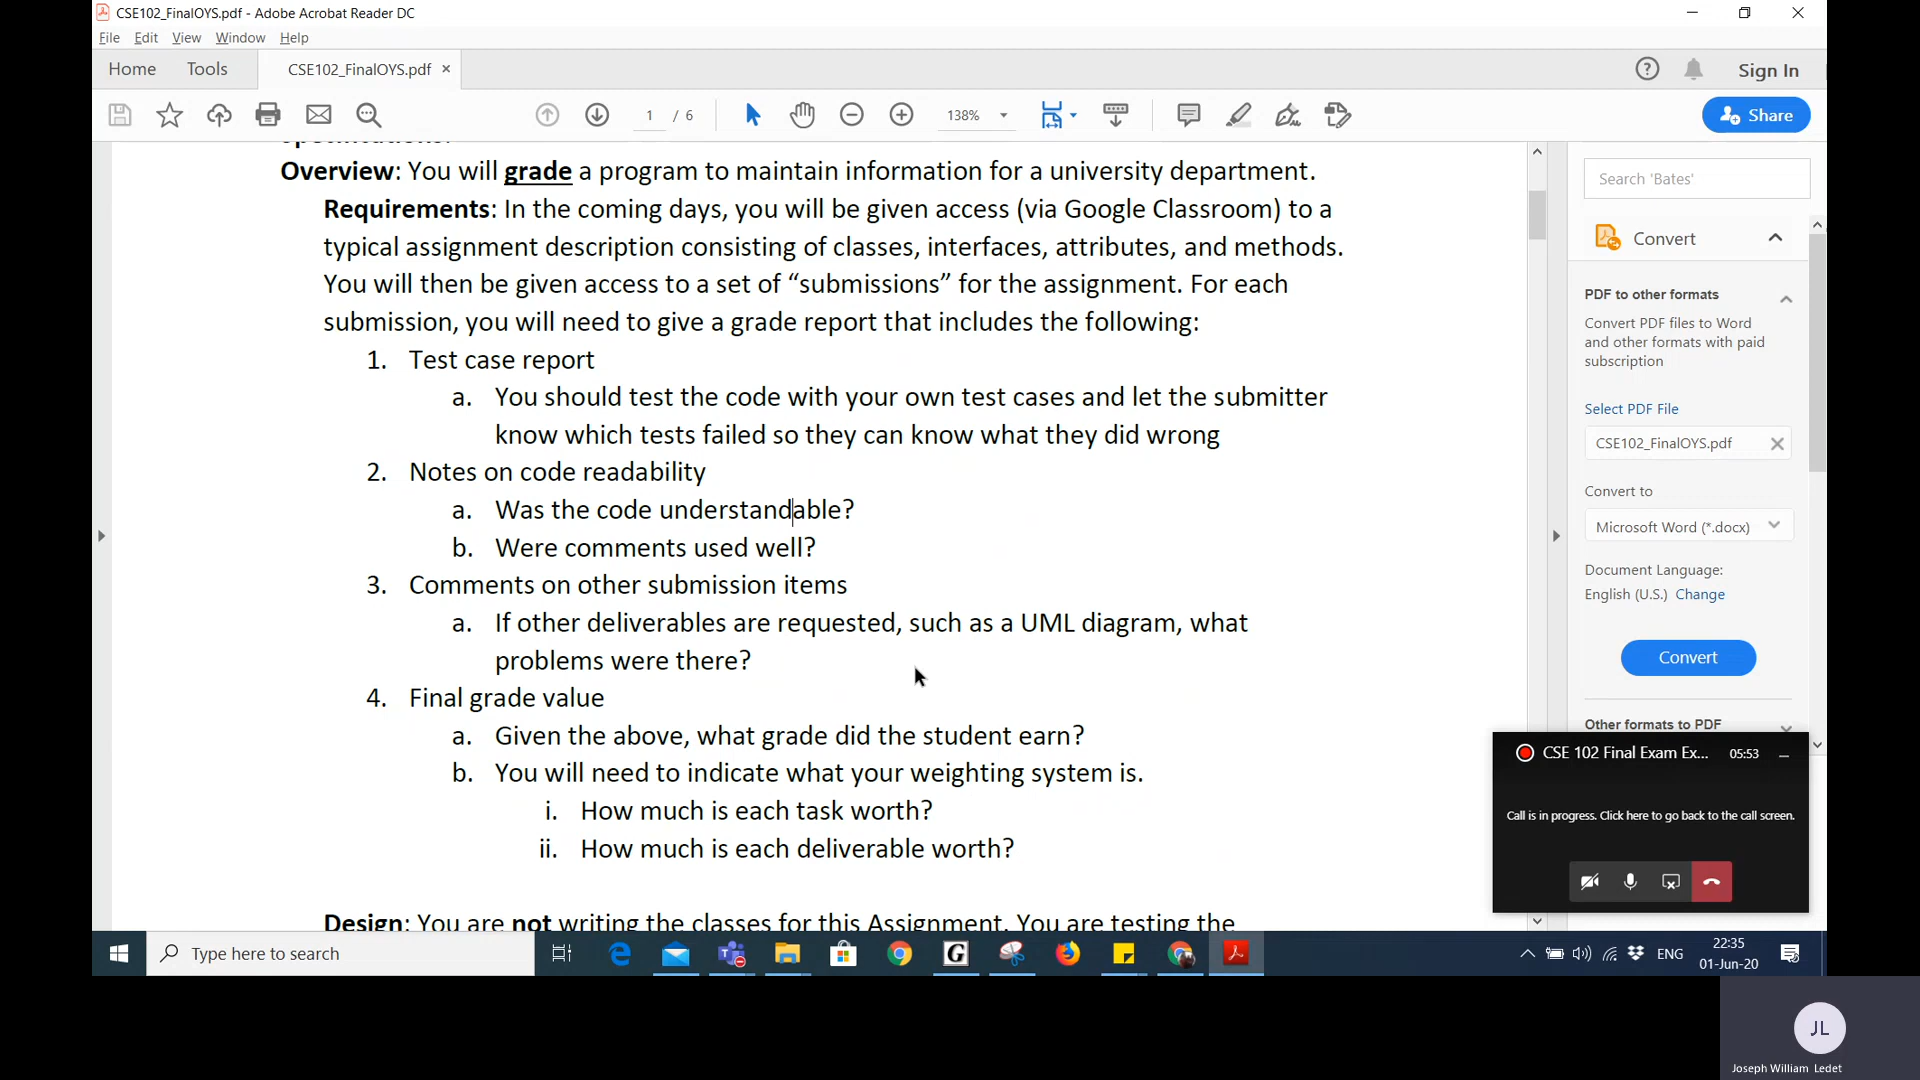 CSE102_FinalOYS.pdf - Adobe Acrobat Reader DC
File Edit View Window Help
Home Tools CSE102_FinalOYS.pdf × Sign In
1 / 6 138% Share
specifications.
Overview: You will grade a program to maintain information for a university department.
Requirements: In the coming days, you will be given access (via Google Classroom) to a
typical assignment description consisting of classes, interfaces, attributes, and methods.
You will then be given access to a set of “submissions” for the assignment. For each
submission, you will need to give a grade report that includes the following:
1. Test case report
a. You should test the code with your own test cases and let the submitter
know which tests failed so they can know what they did wrong
2. Notes on code readability
a. Was the code understandable?
b. Were comments used well?
3. Comments on other submission items
a. If other deliverables are requested, such as a UML diagram, what
problems were there?
4. Final grade value
a. Given the above, what grade did the student earn?
b. You will need to indicate what your weighting system is.
i. How much is each task worth?
ii. How much is each deliverable worth?
Design: You are not writing the classes for this Assignment. You are testing the
Search 'Bates'
Convert
PDF to other formats
Convert PDF files to Word
and other formats with paid
subscription
Select PDF File
CSE102_FinalOYS.pdf
Convert to
Microsoft Word (*.docx)
Document Language:
English (U.S.) Change
Convert
Other formats to PDF
CSE 102 Final Exam Ex... 05:53
Call is in progress. Click here to go back to the call screen.
Type here to search
ENG
22:35
01-Jun-20
JL
Joseph William Ledet